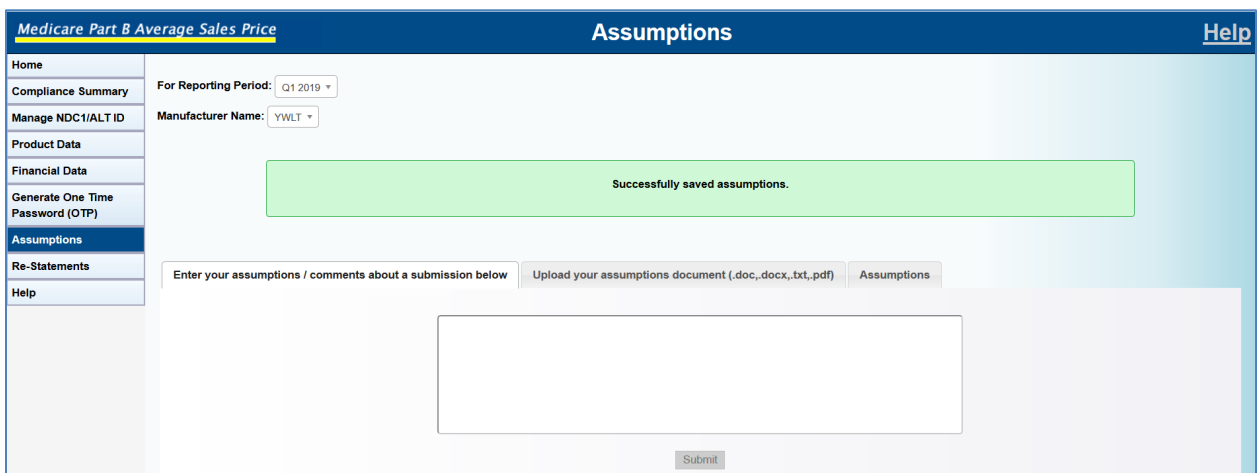 Medicare Part B Average Sales Price
Assumptions
Help
Home
Compliance Summary
Manage NDC1/ALT ID
Product Data
Financial Data
Generate One Time
Password (OTP)
Assumptions
Re-Statements
Help
For Reporting Period: Q1 2019
Manufacturer Name: YWLT
Successfully saved assumptions.
Enter your assumptions / comments about a submission below
Upload your assumptions document (.doc,.docx,.txt,.pdf)
Assumptions
Submit